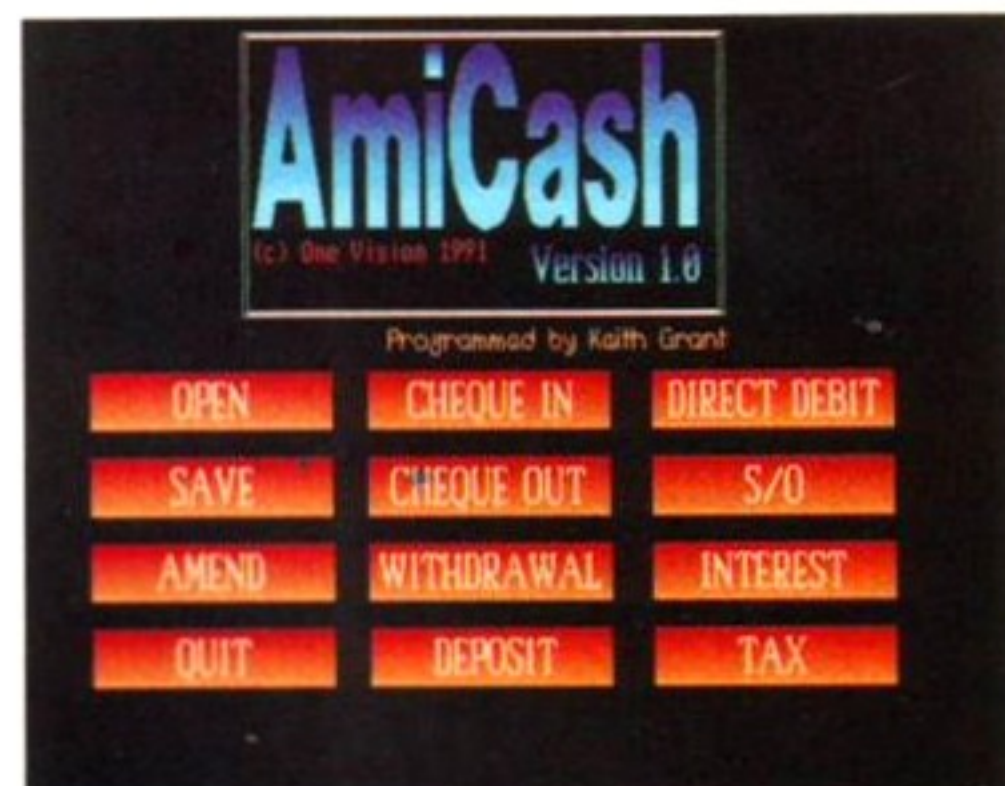 AmiCash
(c) One Vision 1991
Version 1.0
Programmed by Keith Grant
OPEN CHEQUE IN DIRECT DEBIT
SAVE CHEQUE OUT S/O
AMEND WITHDRAWAL INTEREST
QUIT DEPOSIT TAX